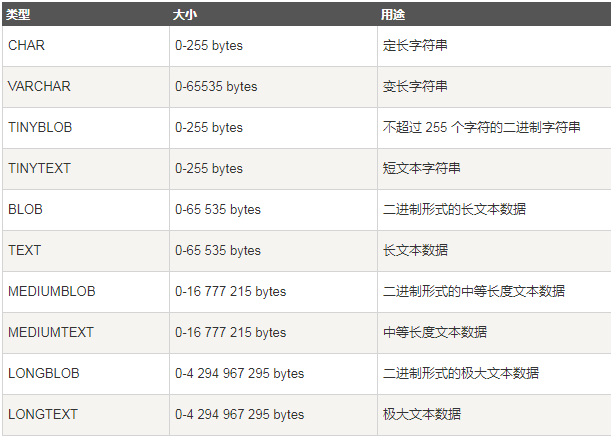 类型 大小 用途
CHAR 0-255 bytes 定长字符串
VARCHAR 0-65535 bytes 变长字符串
TINYBLOB 0-255 bytes 不超过 255 个字符的二进制字符串
TINYTEXT 0-255 bytes 短文本字符串
BLOB 0-65 535 bytes 二进制形式的长文本数据
TEXT 0-65 535 bytes 长文本数据
MEDIUMBLOB 0-16 777 215 bytes 二进制形式的中等长度文本数据
MEDIUMTEXT 0-16 777 215 bytes 中等长度文本数据
LONGBLOB 0-4 294 967 295 bytes 二进制形式的极大文本数据
LONGTEXT 0-4 294 967 295 bytes 极大文本数据